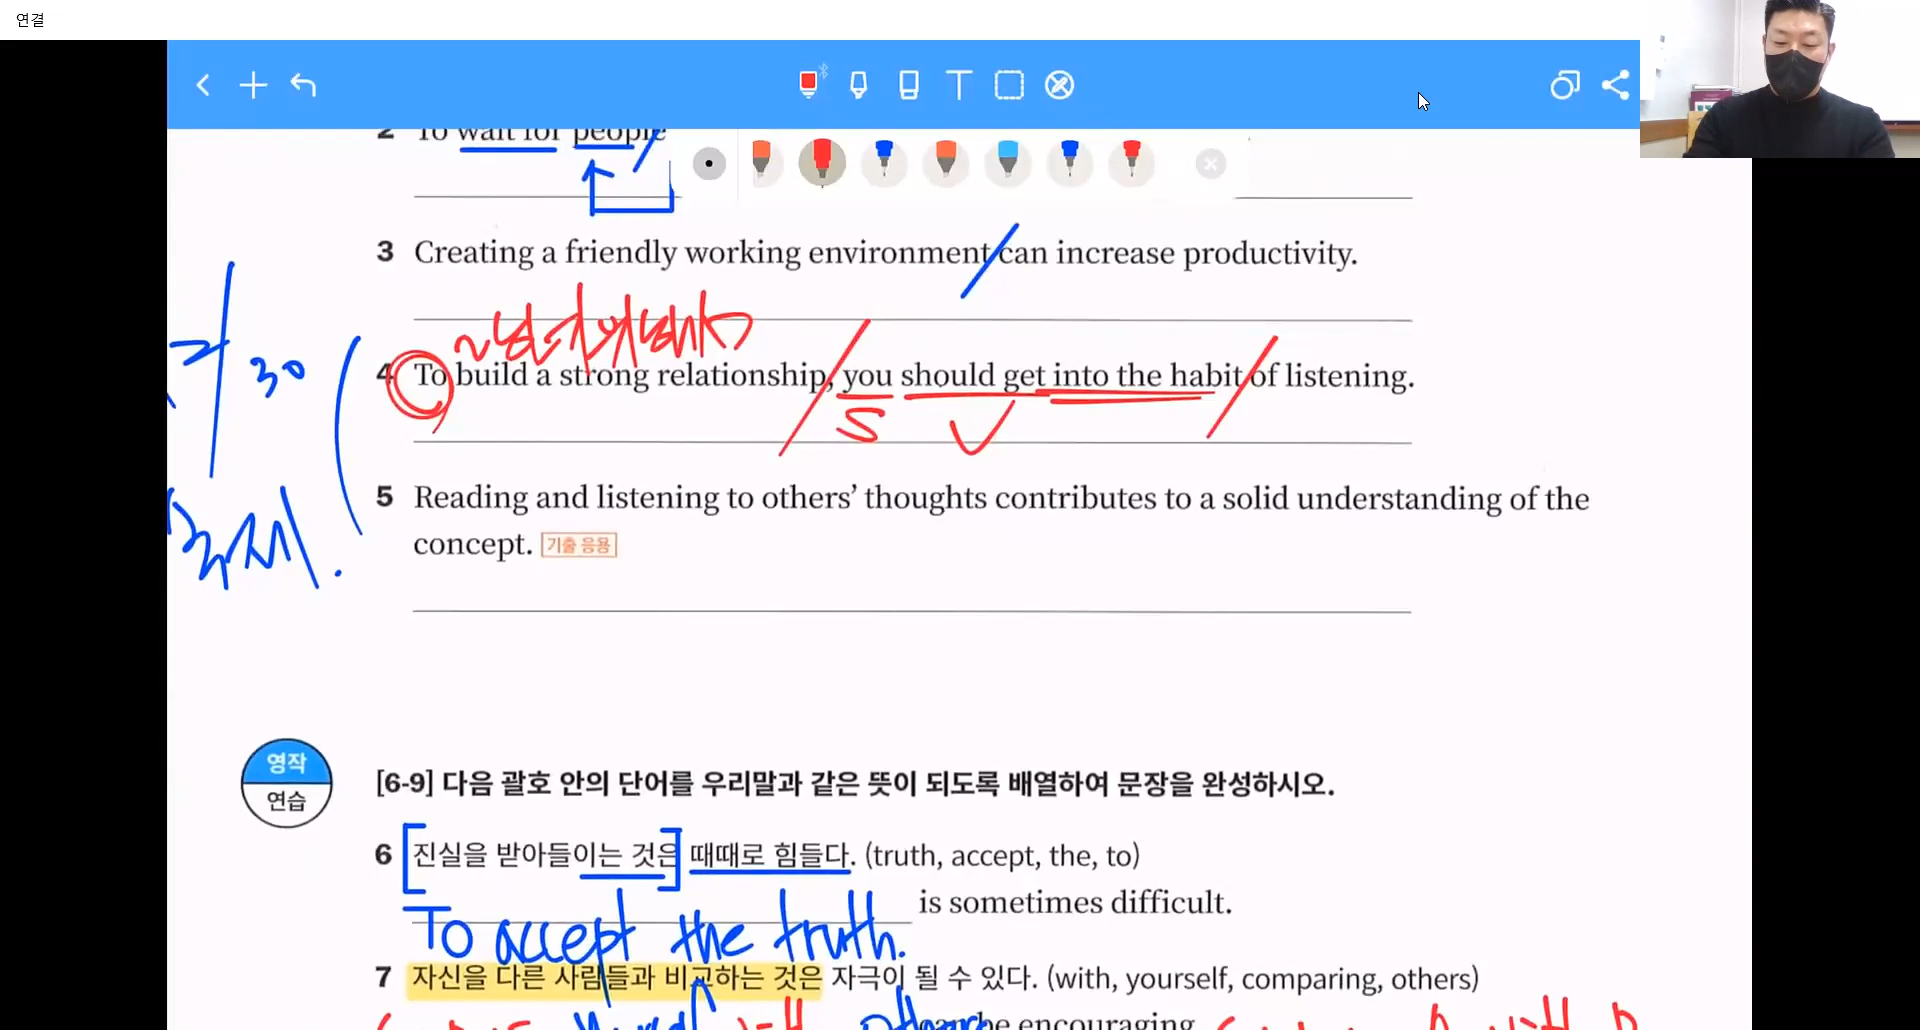 연결
2 To wait for people
3 Creating a friendly working environment can increase productivity.
4 To build a strong relationship, you should get into the habit of listening.
S
30
숙제.
5 Reading and listening to others’ thoughts contributes to a solid understanding of the
concept. 기출 응용
영작
연습
[6-9] 다음 괄호 안의 단어를 우리말과 같은 뜻이 되도록 배열하여 문장을 완성하시오.
6 진실을 받아들이는 것은 때때로 힘들다. (truth, accept, the, to)
is sometimes difficult.
To accept the truth.
7 자신을 다른 사람들과 비교하는 것은 자극이 될 수 있다. (with, yourself, comparing, others)
others
can be encouraging.